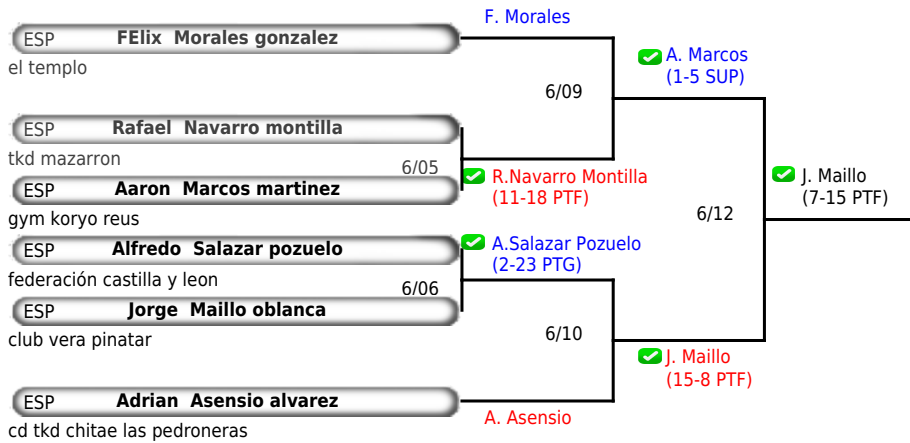 F. Morales
ESP FElix Morales gonzalez
el templo
A. Marcos
(1-5 SUP)
6/09
ESP Rafael Navarro montilla
tkd mazarron
6/05
R.Navarro Montilla
(11-18 PTF)
ESP Aaron Marcos martinez
gym koryo reus
J. Maillo
(7-15 PTF)
6/12
ESP Alfredo Salazar pozuelo
federación castilla y leon
A.Salazar Pozuelo
(2-23 PTG)
6/06
ESP Jorge Maillo oblanca
club vera pinatar
6/10
J. Maillo
(15-8 PTF)
ESP Adrian Asensio alvarez
cd tkd chitae las pedroneras
A. Asensio